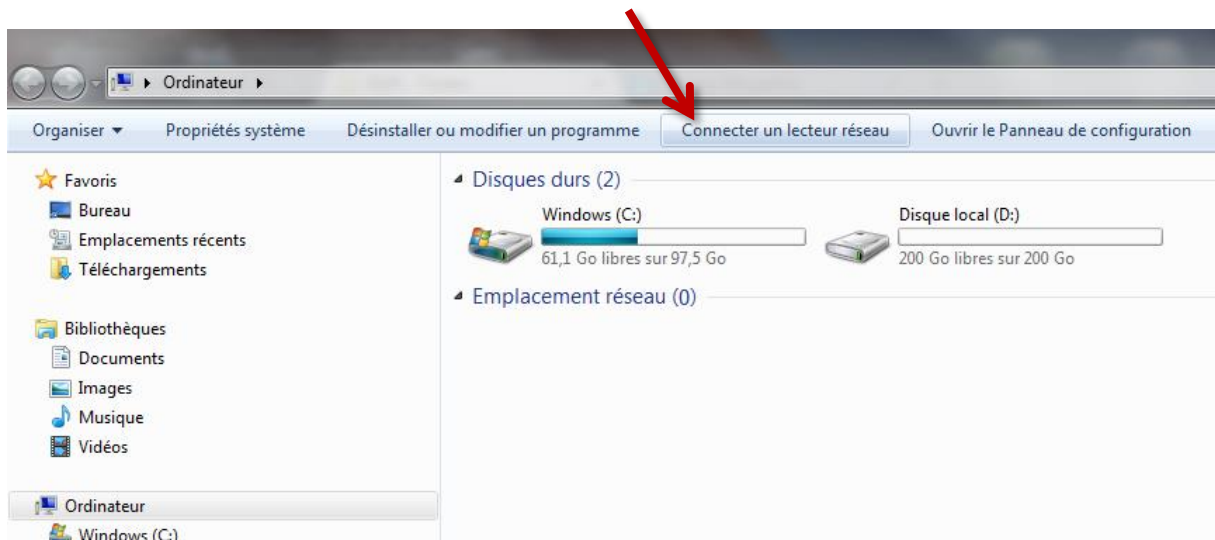 Ordinateur
Organiser Propriétés système Désinstaller ou modifier un programme Connecter un lecteur réseau Ouvrir le Panneau de configuration
Favoris
Bureau
Emplacements récents
Téléchargements
Bibliothèques
Documents
Images
Musique
Vidéos
Ordinateur
Windows (C:)
Disques durs (2)
Windows (C:)
61,1 Go libres sur 97,5 Go
Disque local (D:)
200 Go libres sur 200 Go
Emplacement réseau (0)